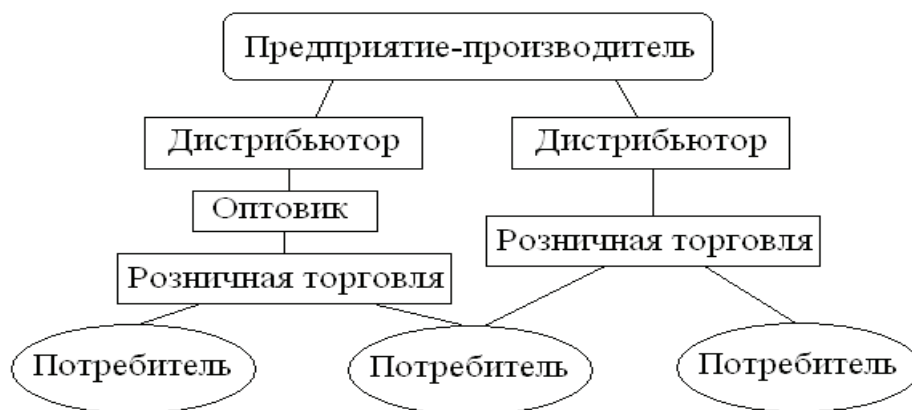 Предприятие-производитель
Дистрибьютор
Дистрибьютор
Оптовик
Розничная торговля
Розничная торговля
Потребитель
Потребитель
Потребитель